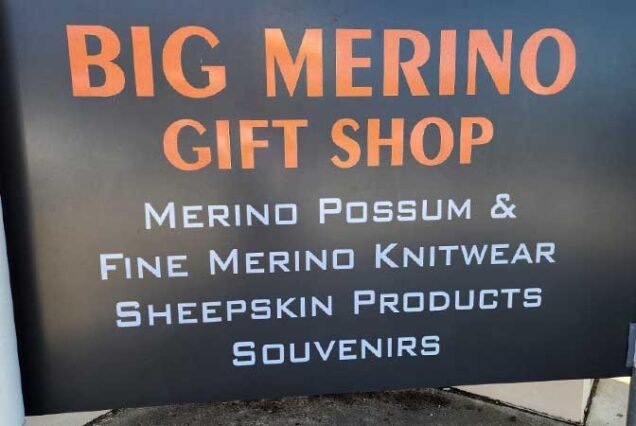 BIG MERINO
GIFT SHOP
MERINO POSSUM &
FINE MERINO KNITWEAR
SHEEPSKIN PRODUCTS
SOUVENIRS